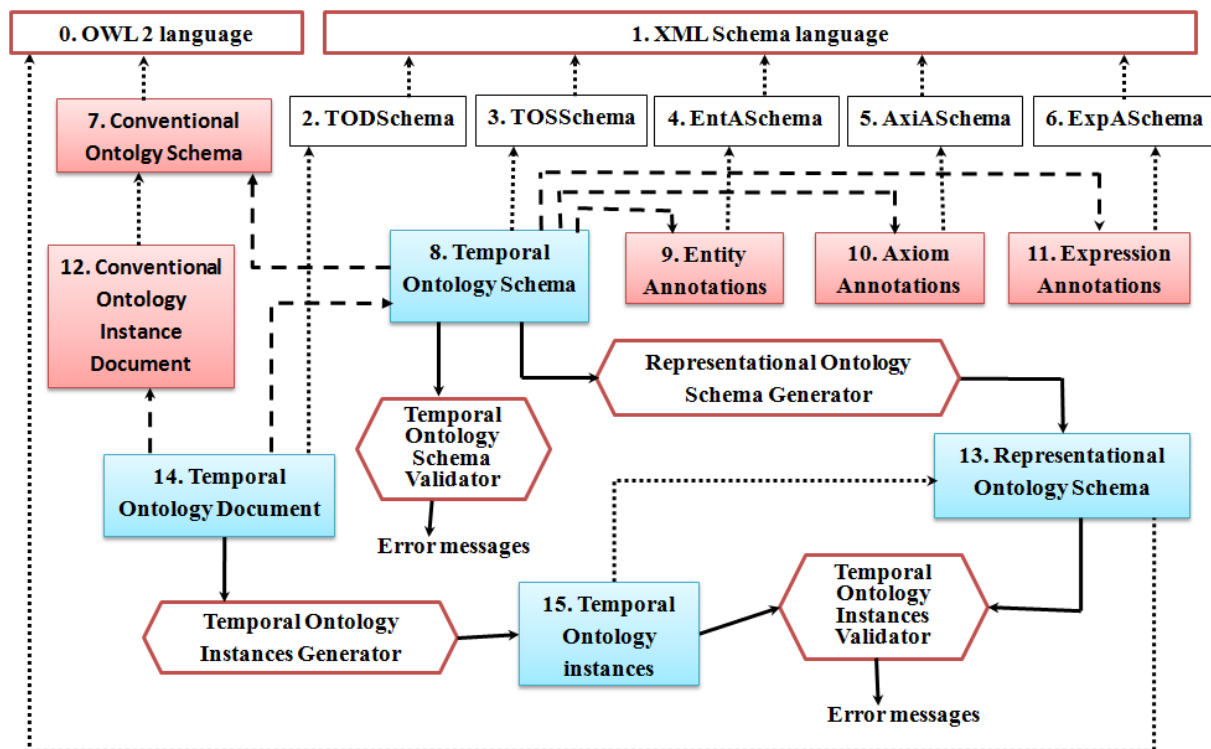 0. OWL 2 language
1. XML Schema language
2. TODSchema
3. TOSSchema
4. EntASchema
5. AxiASchema
6. ExpASchema
7. Conventional
Ontolgy Schema
8. Temporal
Ontology Schema
9. Entity
Annotations
10. Axiom
Annotations
11. Expression
Annotations
12. Conventional
Ontology
Instance
Document
Representational Ontology
Schema Generator
Temporal
Ontology
Schema
Validator
13. Representational
Ontology Schema
14. Temporal
Ontology Document
Error messages
Temporal Ontology
Instances Generator
15. Temporal
Ontology
instances
Temporal
Ontology
Instances
Validator
Error messages